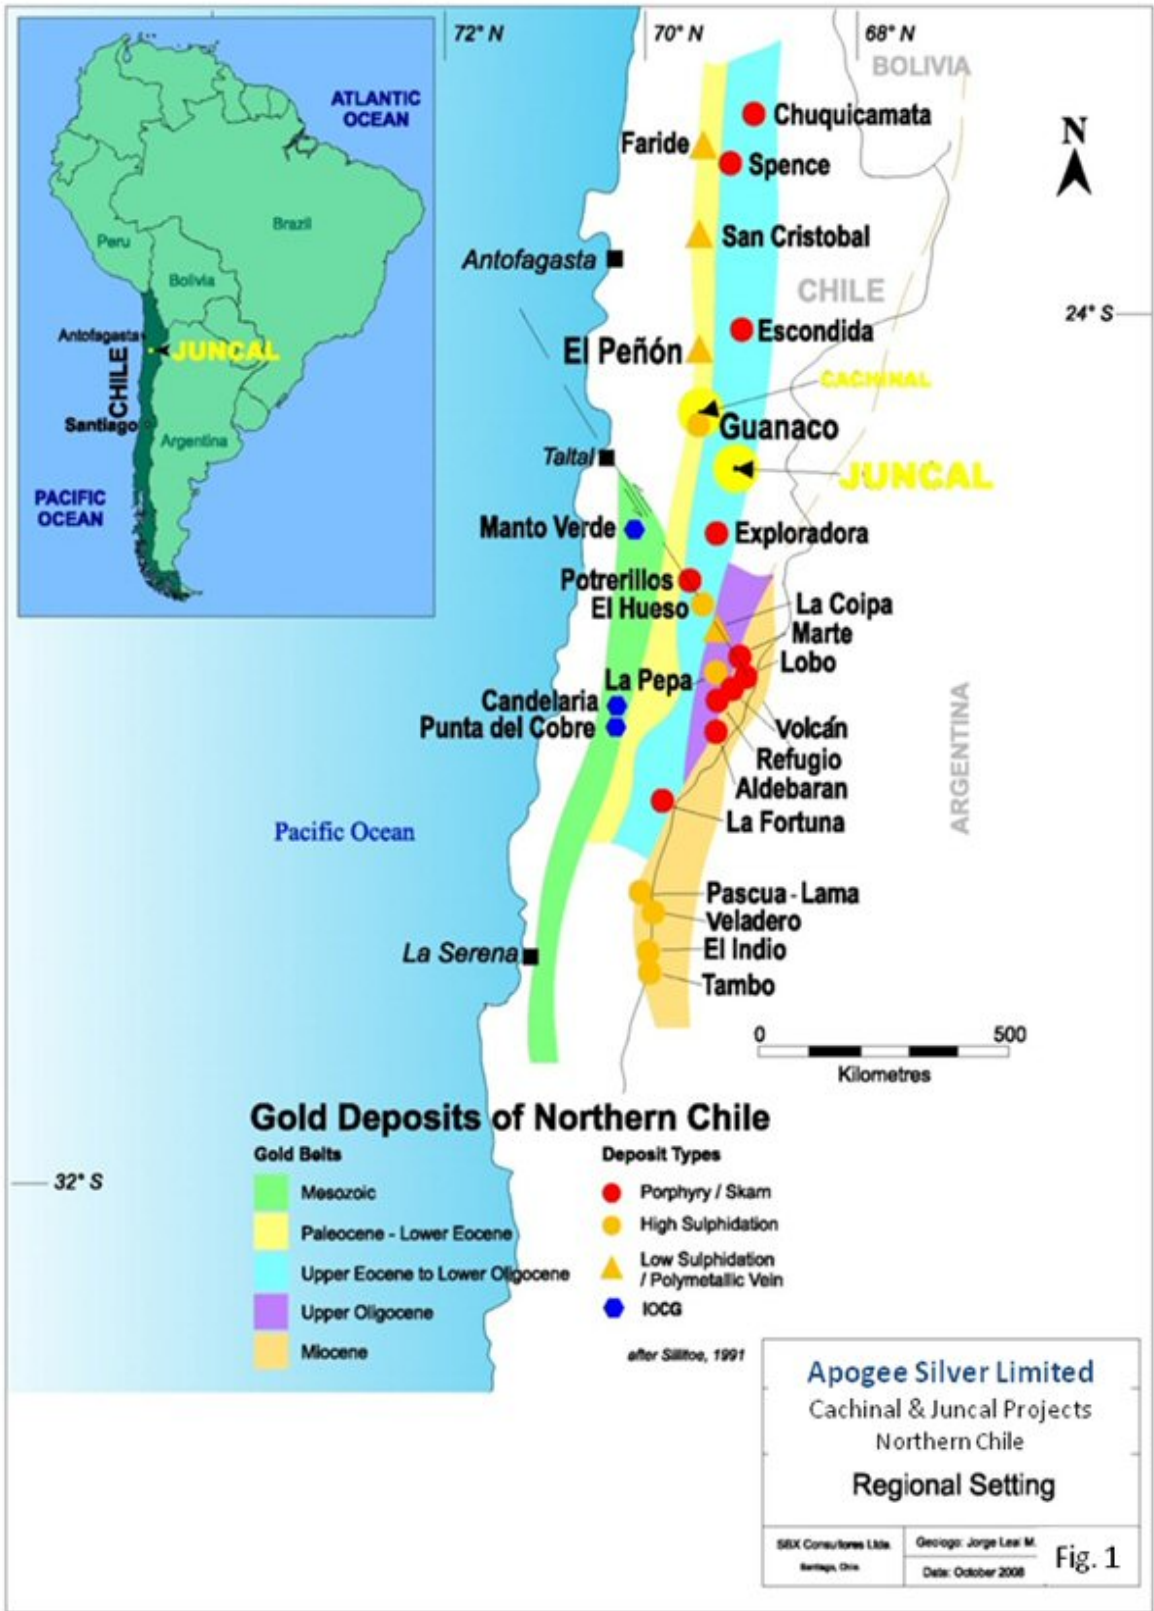 72° N
70° N
68° N
BOLIVIA
ATLANTIC
OCEAN
N
Chuquicamata
Faride
Spence
Brazil
Peru
San Cristobal
Antofagasta
Bolivia
CHILE
24° S
Antofagasta
Escondida
JUNCAL
El Peñón
CHILE
CACHINAL
Santiago
Guanaco
Argentina
Taltal
JUNCAL
PACIFIC
OCEAN
Manto Verde
Exploradora
Potrerillos
El Hueso
La Coipa
Marte
Lobo
La Pepa
Candelaria
Punta del Cobre
Volcán
Refugio
ARGENTINA
Aldebaran
La Fortuna
Pacific Ocean
Pascua - Lama
Veladero
La Serena
El Indio
Tambo
0 500
Kilometres
Gold Deposits of Northern Chile
Gold Belts
Deposit Types
32° S
Mesozoic
Porphyry / Skarn
Paleocene - Lower Eocene
High Sulphidation
Upper Eocene to Lower Oligocene
Low Sulphidation
/ Polymetallic Vein
Upper Oligocene
IOCG
Miocene
after Sillitoe, 1991
Apogee Silver Limited
Cachinal & Juncal Projects
Northern Chile
Regional Setting
SBX Consultores Ltda.
Santiago, Chile.
Geologo: Jorge Leal M.
Date: October 2008
Fig. 1